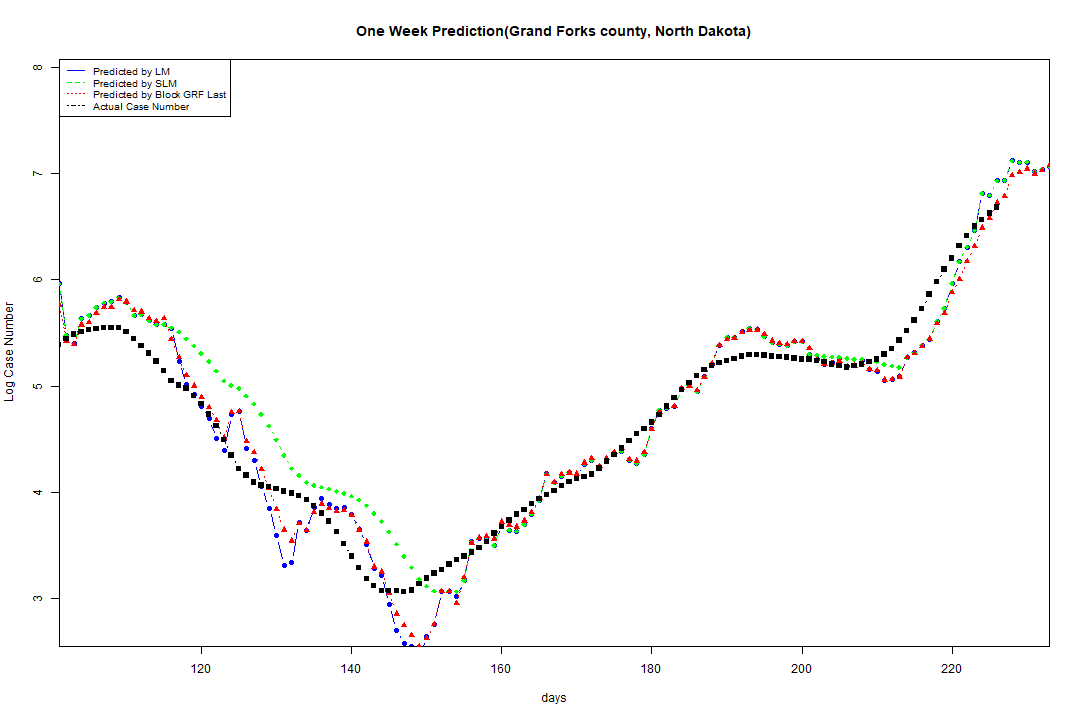 One Week Prediction(Grand Forks county, North Dakota)
Predicted by LM
Predicted by SLM
Predicted by Block GRF Last
Actual Case Number
8
7
6
5
4
3
Log Case Number
120 140 160 180 200 220
days